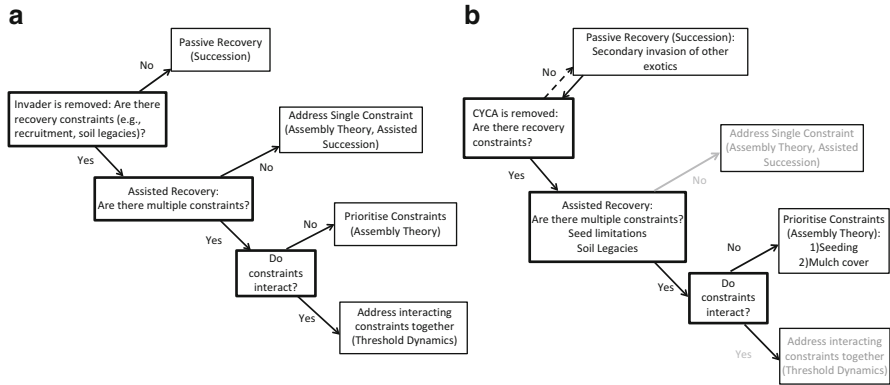 a
Passive Recovery
(Succession)
No
Invader is removed: Are there
recovery constraints (e.g.,
recruitment, soil legacies)?
Yes
Address Single Constraint
(Assembly Theory, Assisted
Succession)
No
Assisted Recovery:
Are there multiple constraints?
Yes
No
Prioritise Constraints
(Assembly Theory)
Do
constraints
interact?
Yes
Address interacting
constraints together
(Threshold Dynamics)
b
Passive Recovery (Succession):
Secondary invasion of other
exotics
No
CYCA is removed:
Are there recovery
constraints?
Yes
Address Single Constraint
(Assembly Theory, Assisted
Succession)
No
Assisted Recovery:
Are there multiple constraints?
Seed limitations
Soil Legacies
Yes
No
Prioritise Constraints
(Assembly Theory):
1)Seeding
2)Mulch cover
Do
constraints
interact?
Yes
Address interacting
constraints together
(Threshold Dynamics)